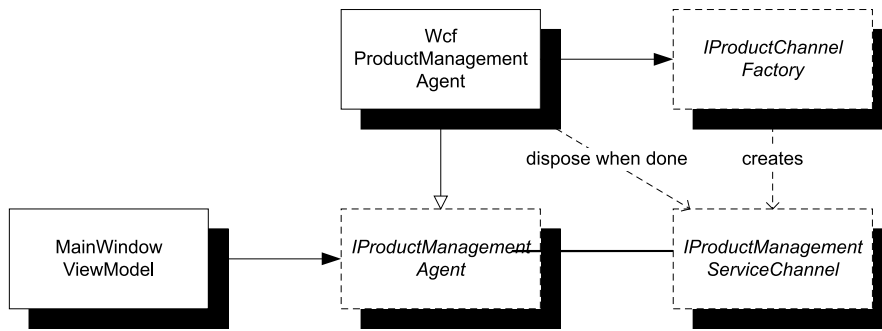 Wcf
ProductManagement
Agent
IProductChannel
Factory
dispose when done
creates
MainWindow
ViewModel
IProductManagement
Agent
IProductManagement
ServiceChannel